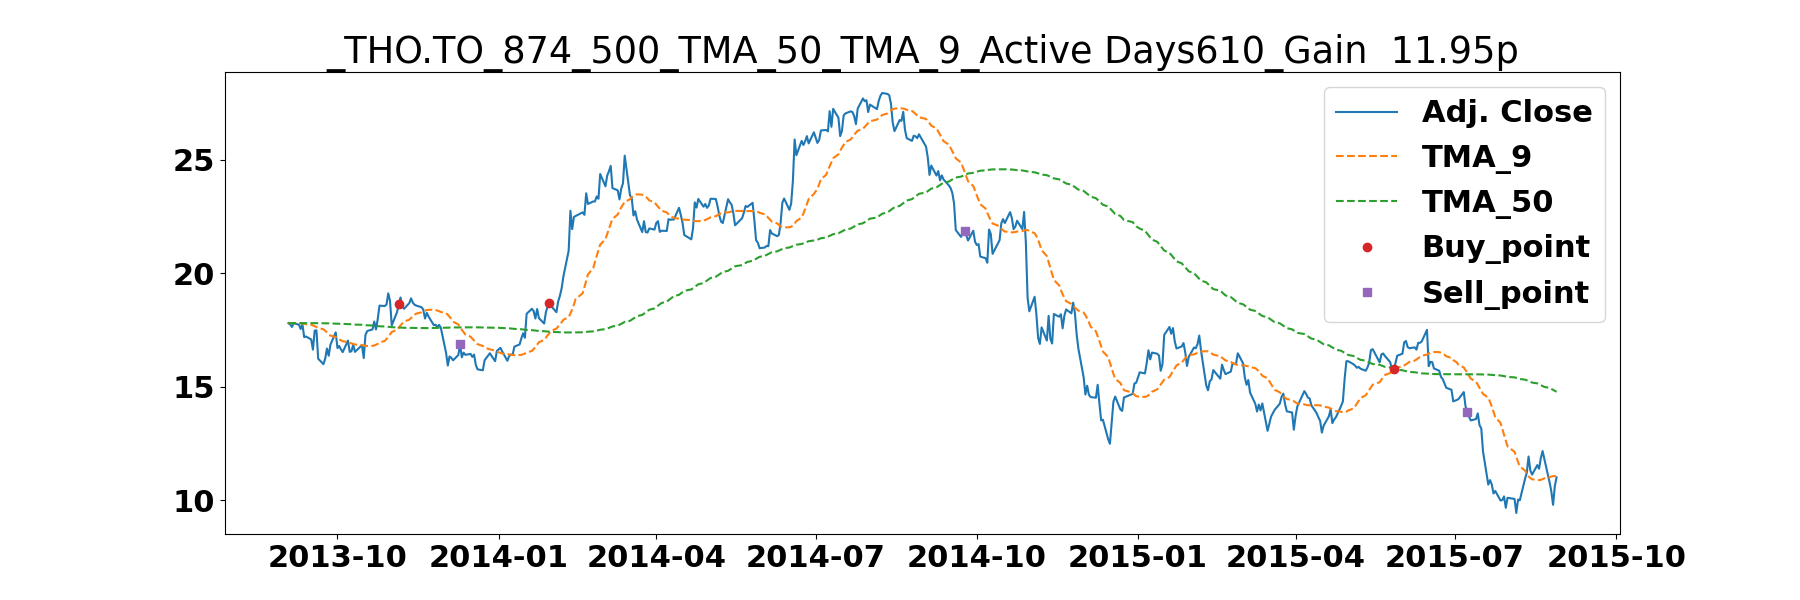 _THO.TO_874_500_TMA_50_TMA_9_Active Days610_Gain  11.95p
Adj. Close
TMA_9
TMA_50
Buy_point
Sell_point
25
20
15
10
2013-10 2014-01 2014-04 2014-07 2014-10 2015-01 2015-04 2015-07 2015-10